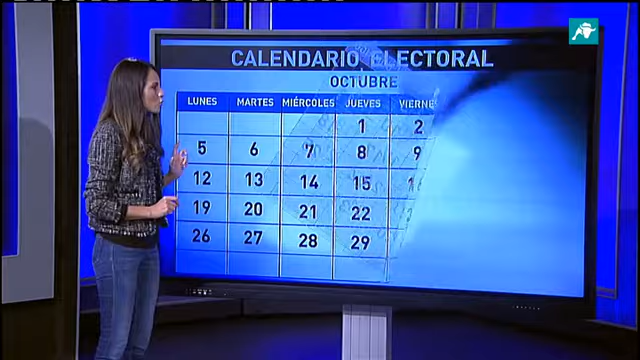 CALENDARIO ELECTORAL
OCTUBRE
LUNES MARTES MIÉRCOLES JUEVES VIERNES
1 2
5 6 7 8 9
12 13 14 15
19 20 21 22
26 27 28 29